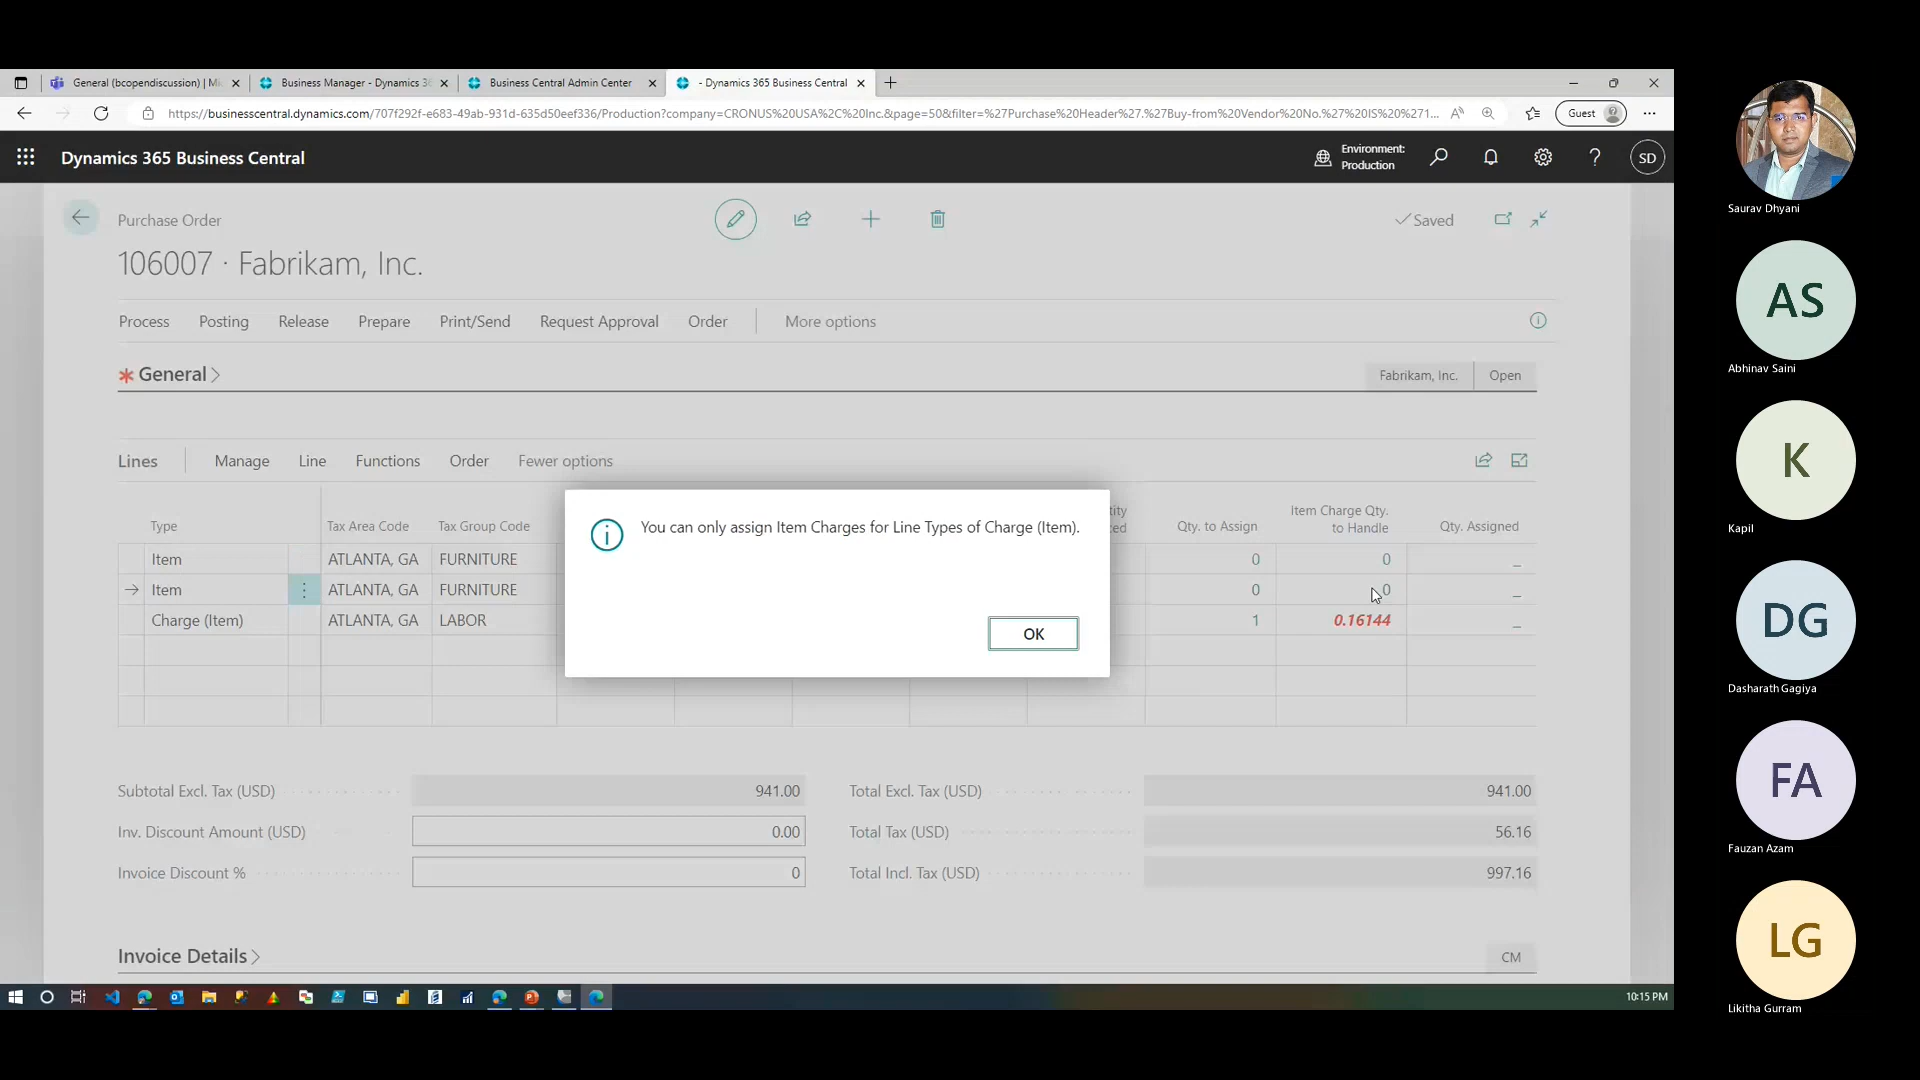 General (bcopendiscussion) | Mi
Business Manager - Dynamics 36
Business Central Admin Center
- Dynamics 365 Business Central
https://businesscentral.dynamics.com/707f292f-e683-49ab-931d-635d50eef336/Production?company=CRONUS%20USA%2C%20Inc.&page=50&filter=%27Purchase%20Header%27.%27Buy-from%20Vendor%20No.%27%20IS%20%271...
Guest
Dynamics 365 Business Central
Environment:
Production
SD
Purchase Order
Saved
106007 · Fabrikam, Inc.
Process Posting Release Prepare Print/Send Request Approval Order More options
General
Fabrikam, Inc. Open
Lines Manage Line Functions Order Fewer options
Type Tax Area Code Tax Group Code Qty. to Assign Item Charge Qty. to Handle Qty. Assigned
Item ATLANTA, GA FURNITURE 0 0 _
Item ATLANTA, GA FURNITURE 0 0 _
Charge (Item) ATLANTA, GA LABOR 1 0.16144 _
You can only assign Item Charges for Line Types of Charge (Item).
OK
Subtotal Excl. Tax (USD) 941.00 Total Excl. Tax (USD) 941.00
Inv. Discount Amount (USD) 0.00 Total Tax (USD) 56.16
Invoice Discount % 0 Total Incl. Tax (USD) 997.16
Invoice Details
CM
10:15 PM
Saurav Dhyani
AS
Abhinav Saini
K
Kapil
DG
Dasharath Gagiya
FA
Fauzan Azam
LG
Likitha Gurram